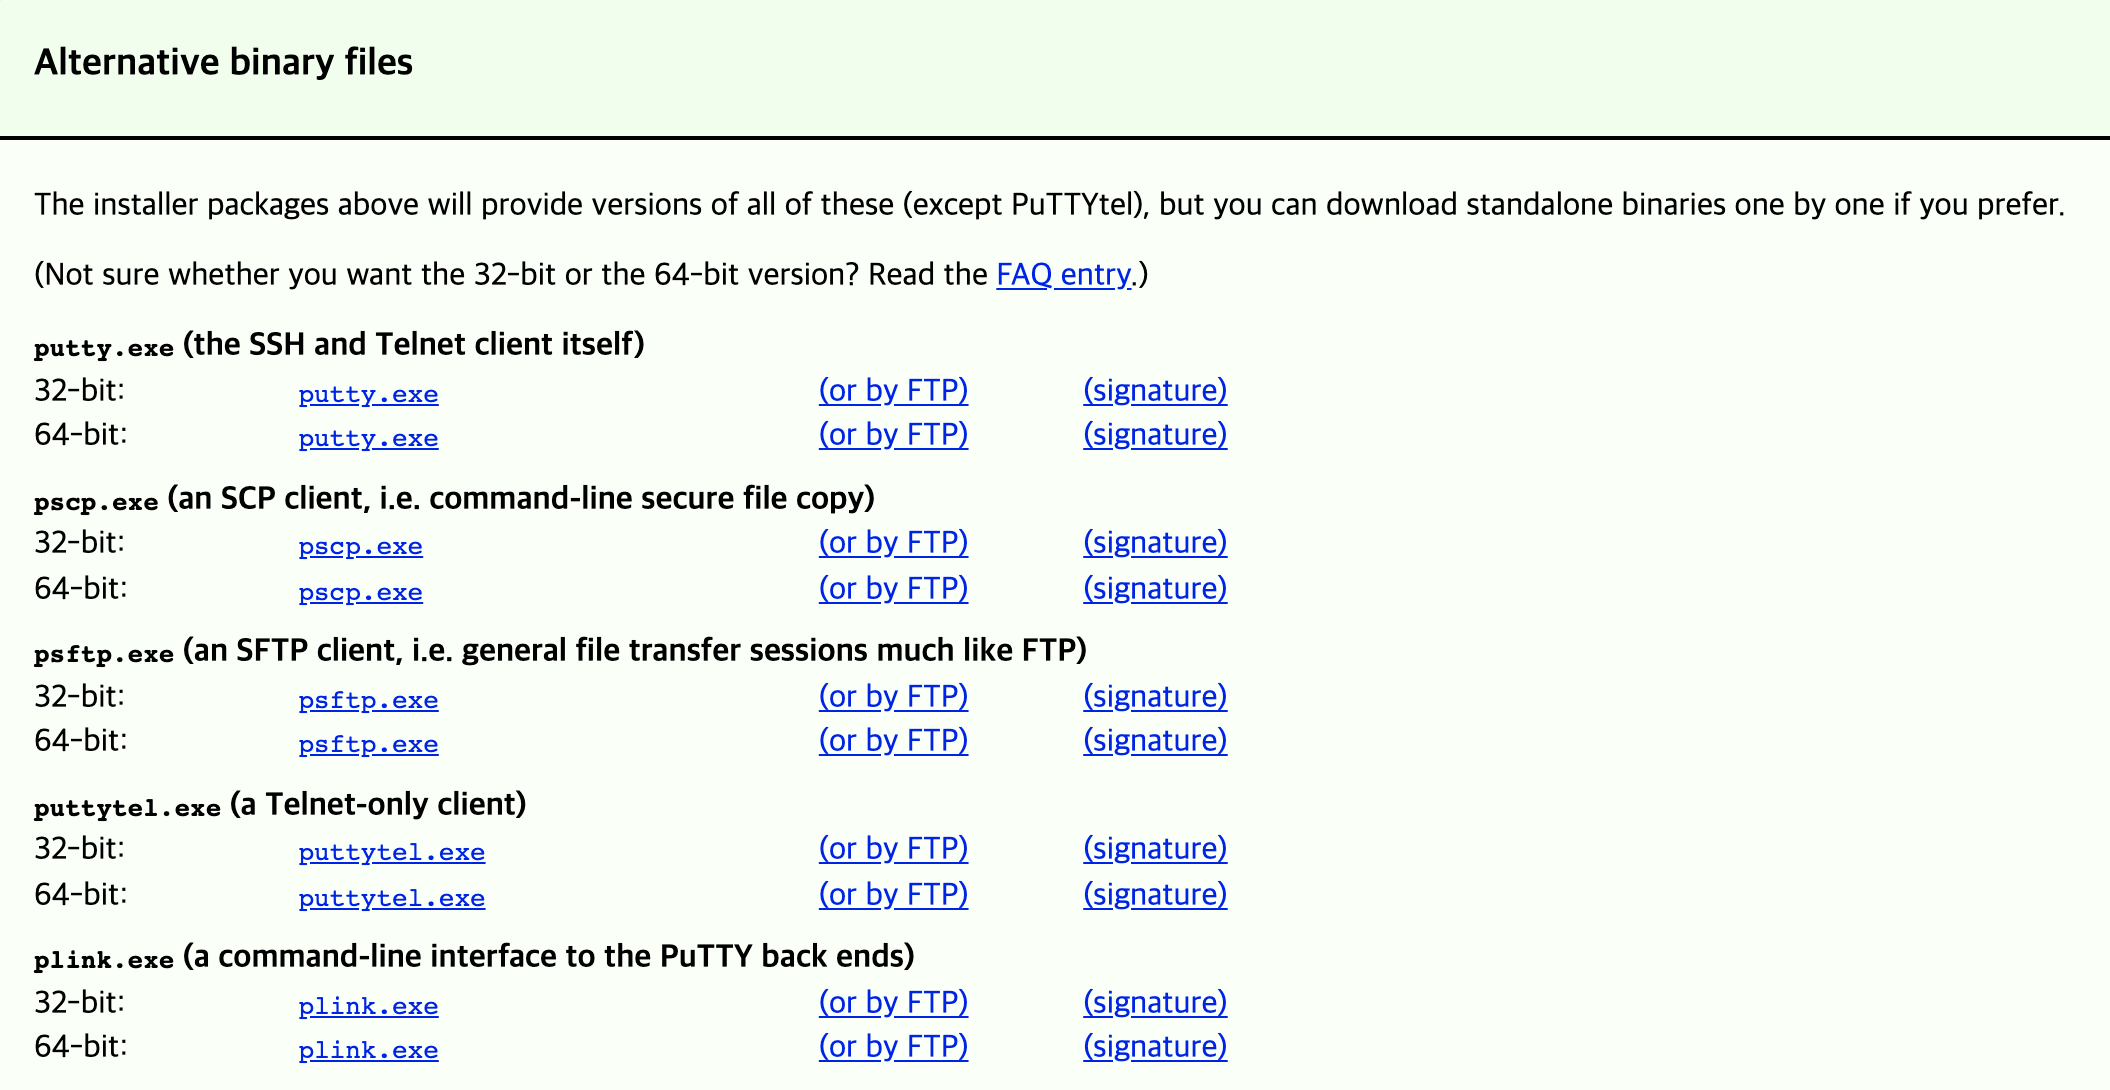 Alternative binary files
The installer packages above will provide versions of all of these (except PuTTYtel), but you can download standalone binaries one by one if you prefer.
(Not sure whether you want the 32-bit or the 64-bit version? Read the FAQ entry.)
putty.exe (the SSH and Telnet client itself)
32-bit: putty.exe (or by FTP) (signature)
64-bit: putty.exe (or by FTP) (signature)
pscp.exe (an SCP client, i.e. command-line secure file copy)
32-bit: pscp.exe (or by FTP) (signature)
64-bit: pscp.exe (or by FTP) (signature)
psftp.exe (an SFTP client, i.e. general file transfer sessions much like FTP)
32-bit: psftp.exe (or by FTP) (signature)
64-bit: psftp.exe (or by FTP) (signature)
puttytel.exe (a Telnet-only client)
32-bit: puttytel.exe (or by FTP) (signature)
64-bit: puttytel.exe (or by FTP) (signature)
plink.exe (a command-line interface to the PuTTY back ends)
32-bit: plink.exe (or by FTP) (signature)
64-bit: plink.exe (or by FTP) (signature)